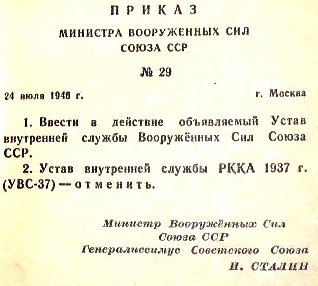 ПРИКАЗ
МИНИСТРА ВООРУЖЕННЫХ СИЛ
СОЮЗА ССР
№ 29
24 июля 1946 г. г. Москва
1. Ввести в действие объявляемый Устав
внутренней службы Вооружённых Сил Союза
ССР.
2. Устав внутренней службы РККА 1937 г.
(УВС-37) — отменить.
Министр Вооружённых Сил
Союза ССР
Генералиссимус Советского Союза
И. СТАЛИН